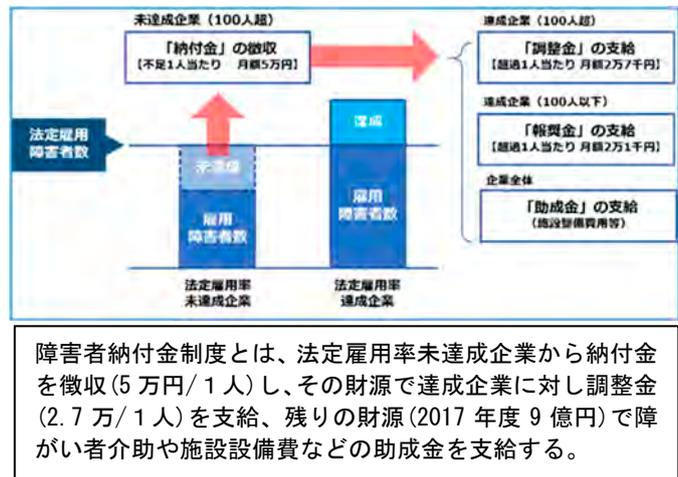 未達成企業（100人超）
「納付金」の徴収
【不足1人当たり 月額5万円】
達成企業（100人超）
「調整金」の支給
【超過1人当たり 月額2万7千円】
達成企業（100人以下）
「報奨金」の支給
【超過1人当たり 月額2万1千円】
企業全体
「助成金」の支給
（施設整備費用等）
法定雇用
障害者数
未達成
雇用
障害者数
達成
雇用
障害者数
法定雇用率
未達成企業
法定雇用率
達成企業
障害者納付金制度とは、法定雇用率未達成企業から納付金
を徴収(5 万円/１人)し、その財源で達成企業に対し調整金
(2.7 万/１人)を支給、残りの財源(2017 年度 9 億円)で障
がい者介助や施設設備費などの助成金を支給する。